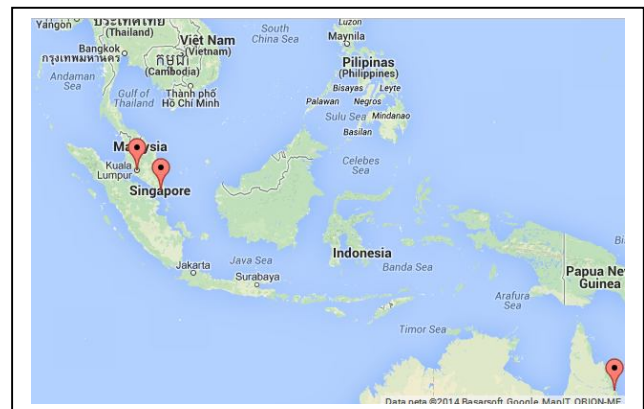 Yangon
ประเทศไทย
(Thailand)
Bangkok
กรุงเทพมหานคร
Andaman
Sea
Gulf of
Thailand
កម្ពុជា
(Cambodia)
Việt Nam
(Vietnam)
Thành phố
Hồ Chí Minh
South
China Sea
Luzon
Maynila
Pilipinas
(Philippines)
Bisayas
Leyte
Palawan
Negros
Sulu Sea
Mindanao
Basilan
Celebes
Sea
Kuala
Lumpur
Singapore
Indonesia
Jakarta
Java Sea
Surabaya
Banda Sea
Papua New
Guinea
Arafura
Sea
Timor Sea
Data peta ©2014 Basarsoft, Google, MapIT, ORION-ME